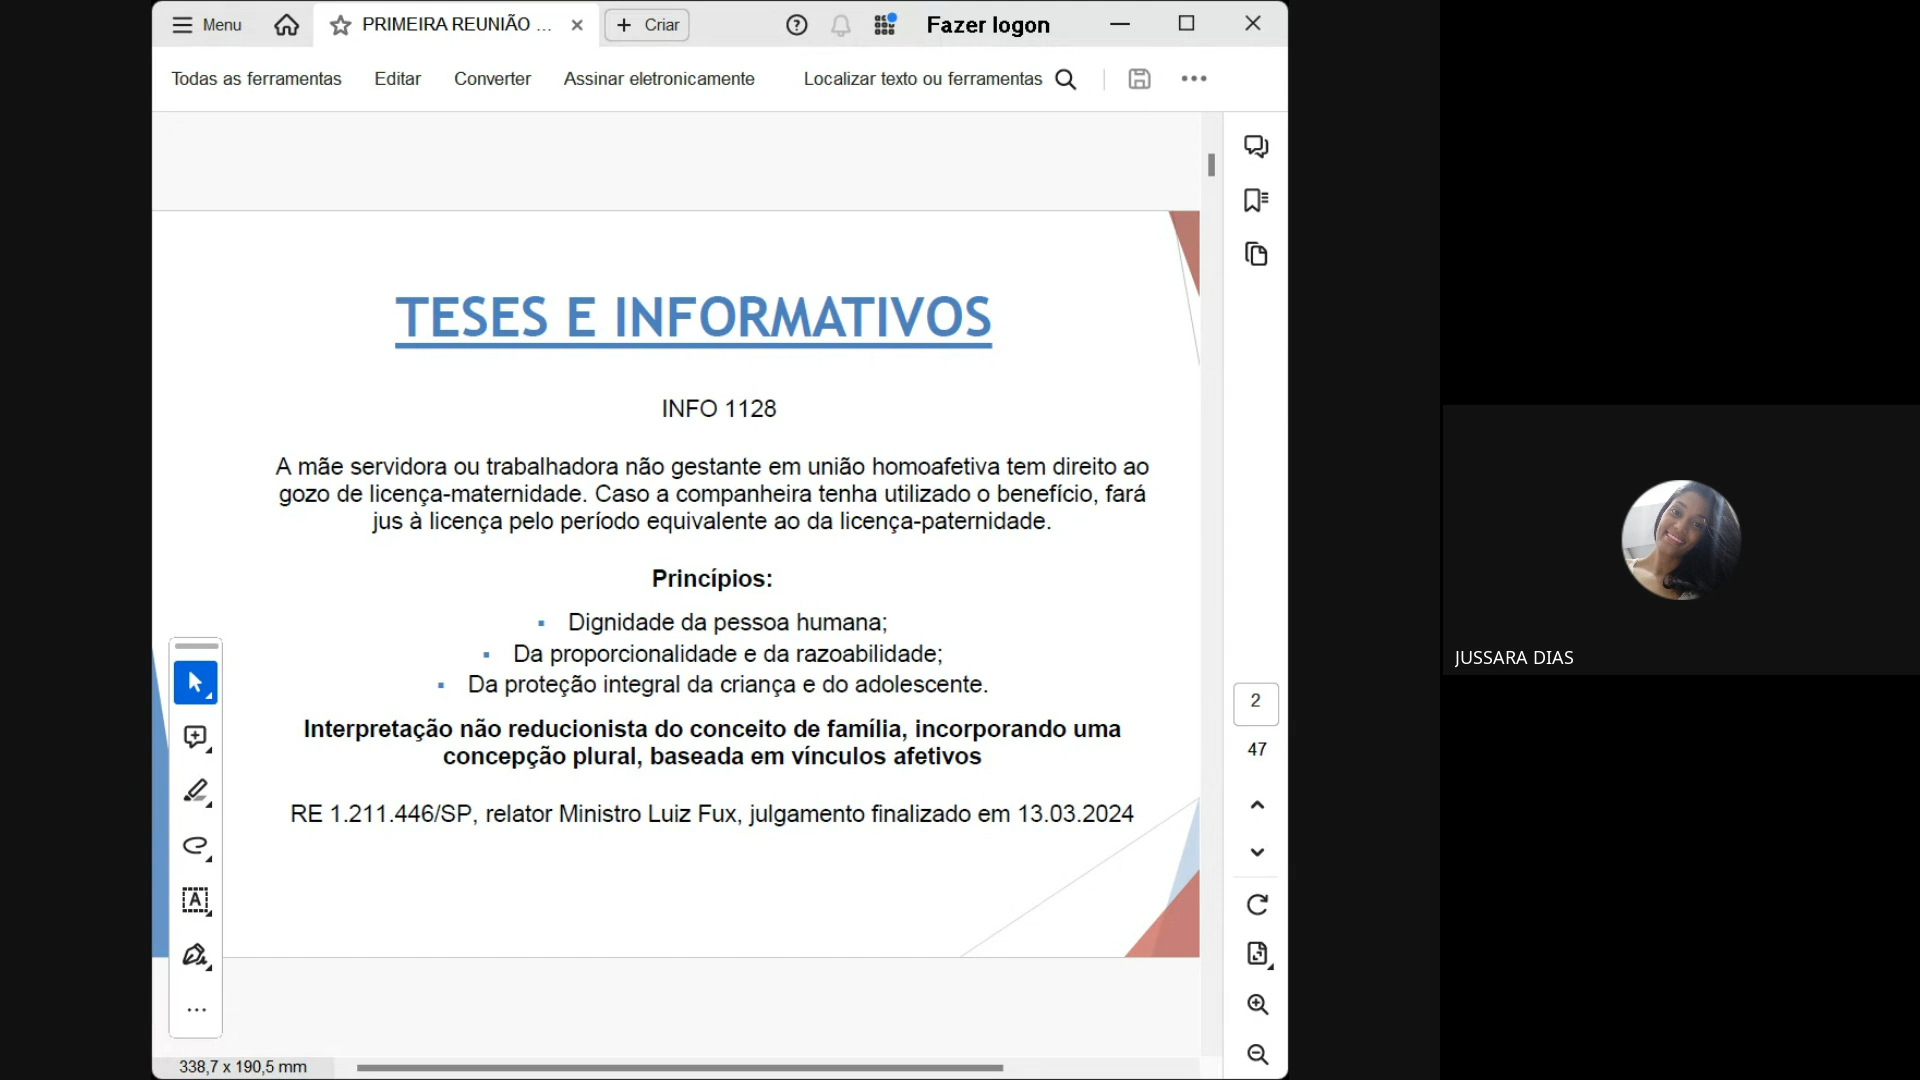 Menu
PRIMEIRA REUNIÃO ...
Criar
Fazer logon
Todas as ferramentas
Editar
Converter
Assinar eletronicamente
Localizar texto ou ferramentas
TESES E INFORMATIVOS
INFO 1128
A mãe servidora ou trabalhadora não gestante em união homoafetiva tem direito ao
gozo de licença-maternidade. Caso a companheira tenha utilizado o benefício, fará
jus à licença pelo período equivalente ao da licença-paternidade.
Princípios:
▪ Dignidade da pessoa humana;
▪ Da proporcionalidade e da razoabilidade;
▪ Da proteção integral da criança e do adolescente.
Interpretação não reducionista do conceito de família, incorporando uma
concepção plural, baseada em vínculos afetivos
RE 1.211.446/SP, relator Ministro Luiz Fux, julgamento finalizado em 13.03.2024
2
47
338,7 x 190,5 mm
JUSSARA DIAS